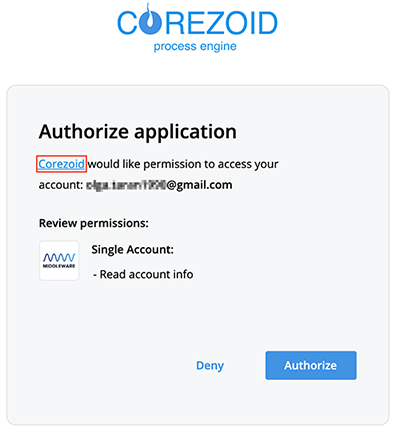 COREZOID
process engine
Authorize application
Corezoid would like permission to access your
account: @gmail.com
Review permissions:
Single Account:
MIDDLEWARE
- Read account info
Deny
Authorize